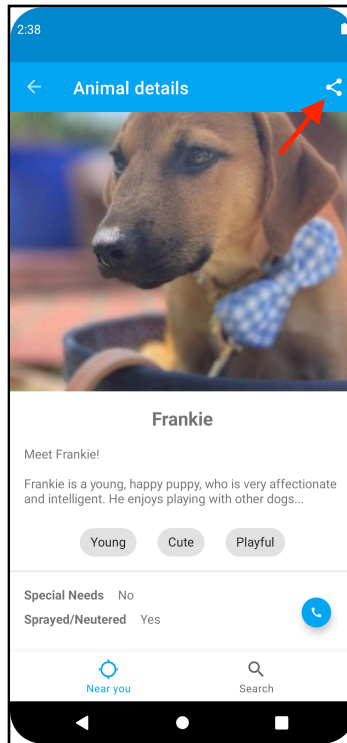 2:38
Animal details
Frankie
Meet Frankie!
Frankie is a young, happy puppy, who is very affectionate
and intelligent. He enjoys playing with other dogs...
Young Cute Playful
Special Needs No
Sprayed/Neutered Yes
Near you Search